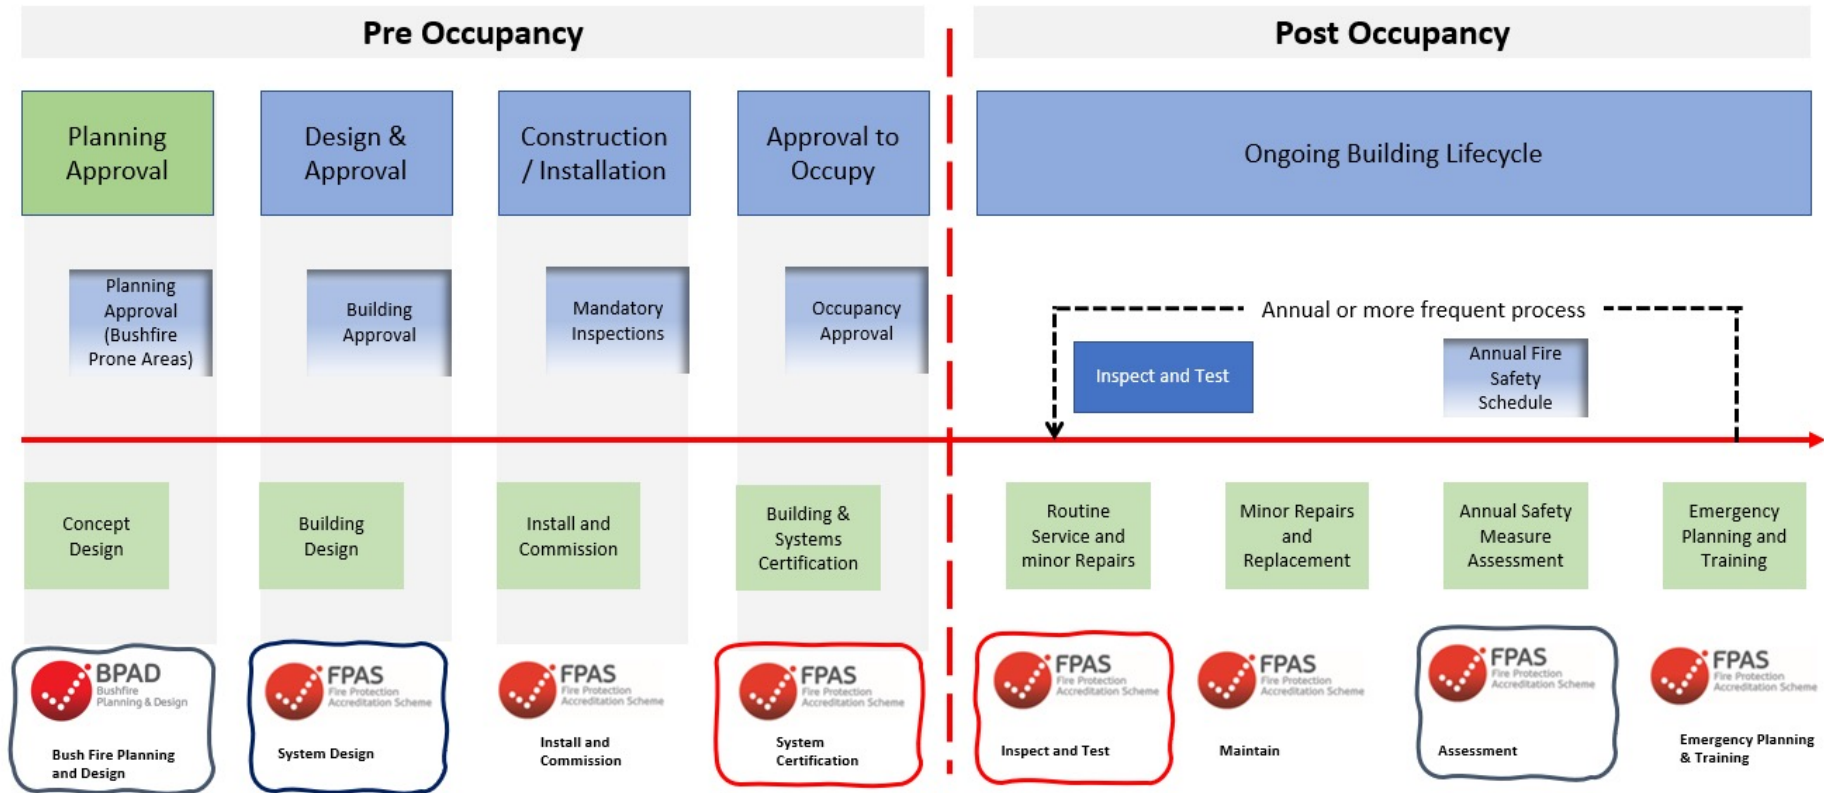 Pre Occupancy
Post Occupancy
Planning
Approval
Design &
Approval
Construction
/ Installation
Approval to
Occupy
Ongoing Building Lifecycle
Planning
Approval
(Bushfire
Prone Areas)
Building
Approval
Mandatory
Inspections
Occupancy
Approval
Annual or more frequent process
Inspect and Test
Annual Fire
Safety
Schedule
Concept
Design
Building
Design
Install and
Commission
Building &
Systems
Certification
Routine
Service and
minor Repairs
Minor Repairs
and
Replacement
Annual Safety
Measure
Assessment
Emergency
Planning and
Training
BPAD
Bushfire
Planning & Design
Bush Fire Planning
and Design
FPAS
Fire Protection
Accreditation Scheme
System Design
FPAS
Fire Protection
Accreditation Scheme
Install and
Commission
FPAS
Fire Protection
Accreditation Scheme
System
Certification
FPAS
Fire Protection
Accreditation Scheme
Inspect and Test
FPAS
Fire Protection
Accreditation Scheme
Maintain
FPAS
Fire Protection
Accreditation Scheme
Assessment
FPAS
Fire Protection
Accreditation Scheme
Emergency Planning
& Training